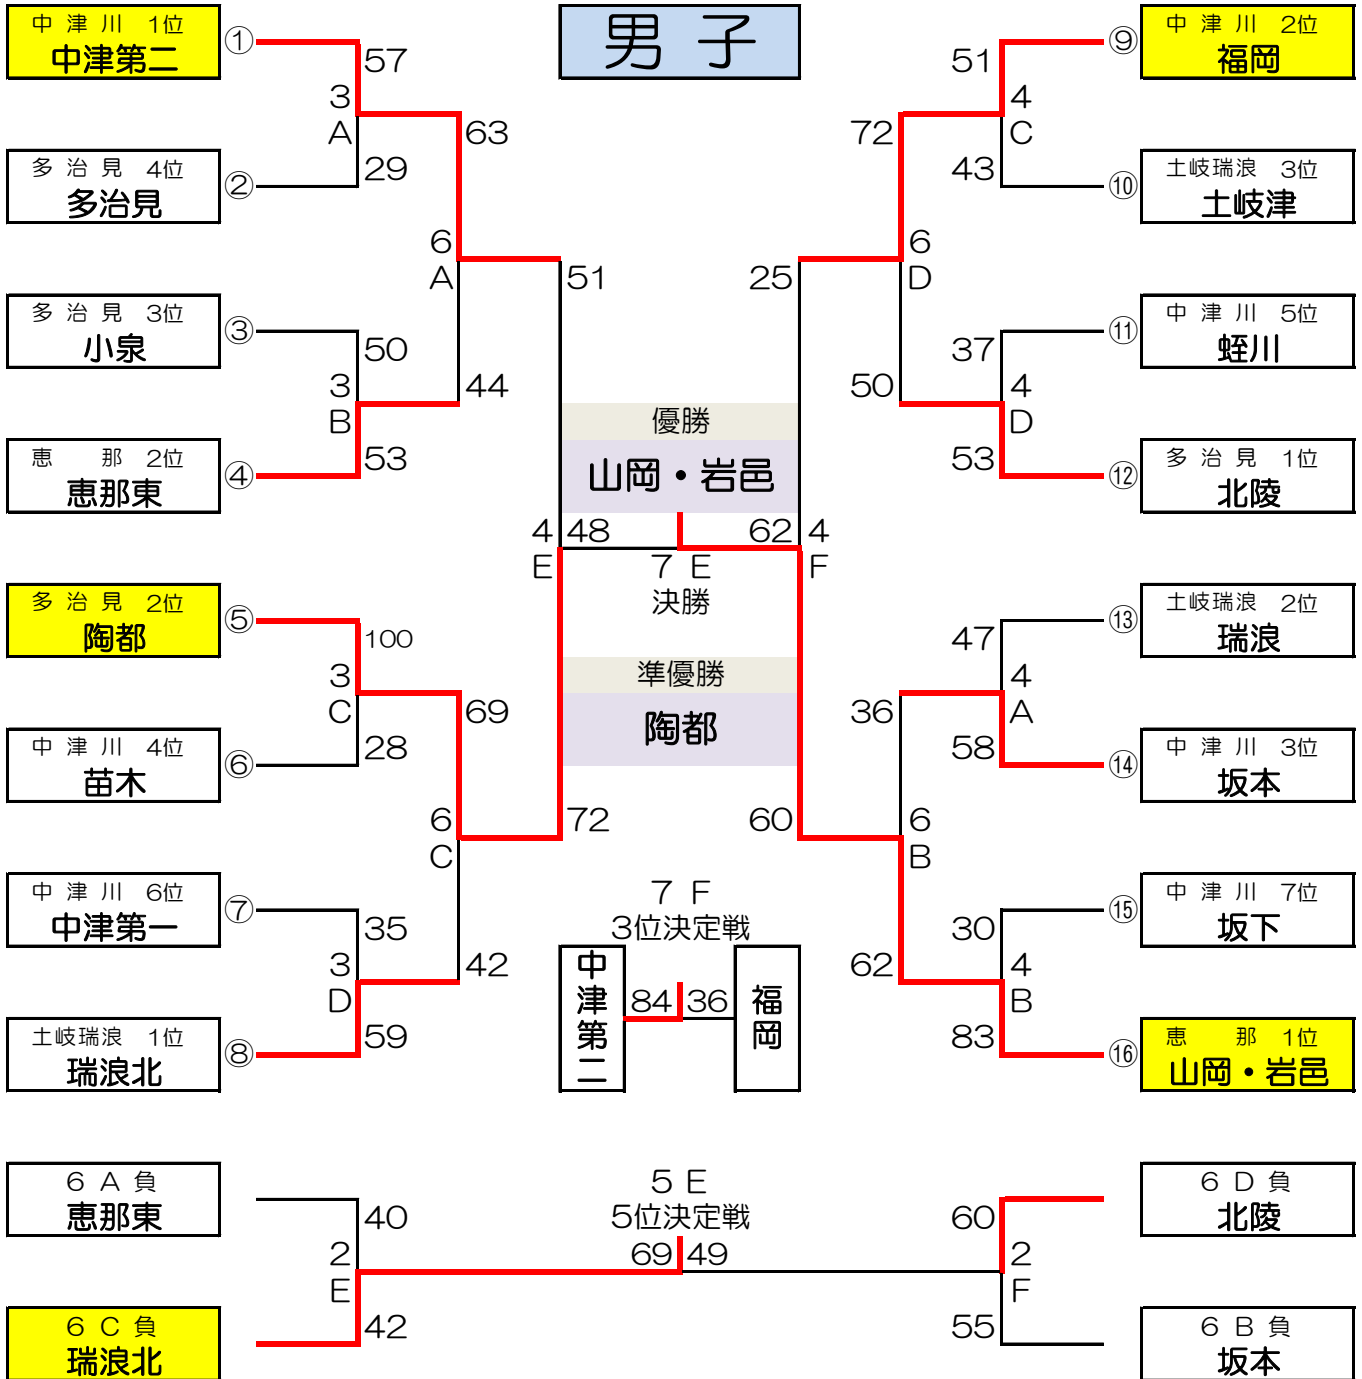 男子
中津川 1位
中津第二
①
57
3
A
29
多治見 4位
多治見
②
63
6
A
44
多治見 3位
小泉
③
50
3
B
53
恵那 2位
恵那東
④
51
4
E
72
多治見 2位
陶都
⑤
100
3
C
28
中津川 4位
苗木
⑥
69
6
C
42
中津川 6位
中津第一
⑦
35
3
D
59
土岐瑞浪 1位
瑞浪北
⑧
優勝
山岡・岩邑
48
62
7 E
決勝
準優勝
陶都
7 F
3位決定戦
中津第二
84
36
福岡
中津川 2位
福岡
⑨
51
4
C
43
土岐瑞浪 3位
土岐津
⑩
72
6
D
50
中津川 5位
蛭川
⑪
37
4
D
53
多治見 1位
北陵
⑫
25
4
F
60
土岐瑞浪 2位
瑞浪
⑬
47
4
A
58
中津川 3位
坂本
⑭
36
6
B
62
中津川 7位
坂下
⑮
30
4
B
83
恵那 1位
山岡・岩邑
⑯
6 A 負
恵那東
40
2
E
42
6 C 負
瑞浪北
5 E
5位決定戦
69
49
6 D 負
北陵
60
2
F
55
6 B 負
坂本